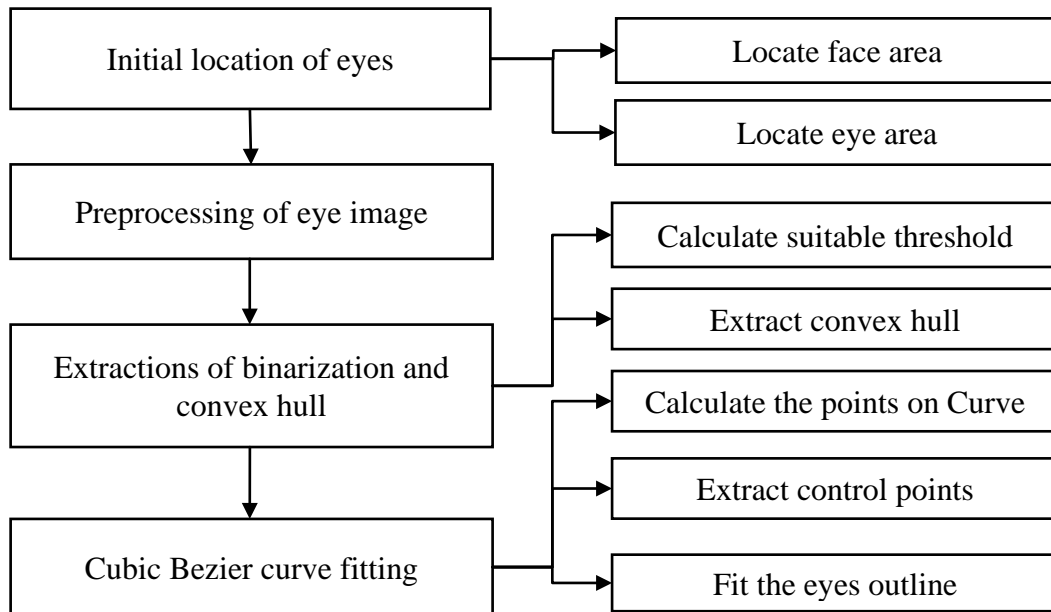 Initial location of eyes
Locate face area
Locate eye area
Preprocessing of eye image
Calculate suitable threshold
Extract convex hull
Extractions of binarization and
convex hull
Calculate the points on Curve
Extract control points
Cubic Bezier curve fitting
Fit the eyes outline